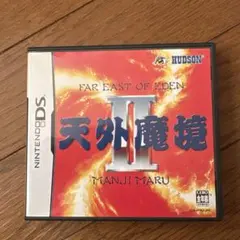 HUDSON
FAR EAST OF EDEN
II
天外魔境
MANJI MARU
NINTENDO DS